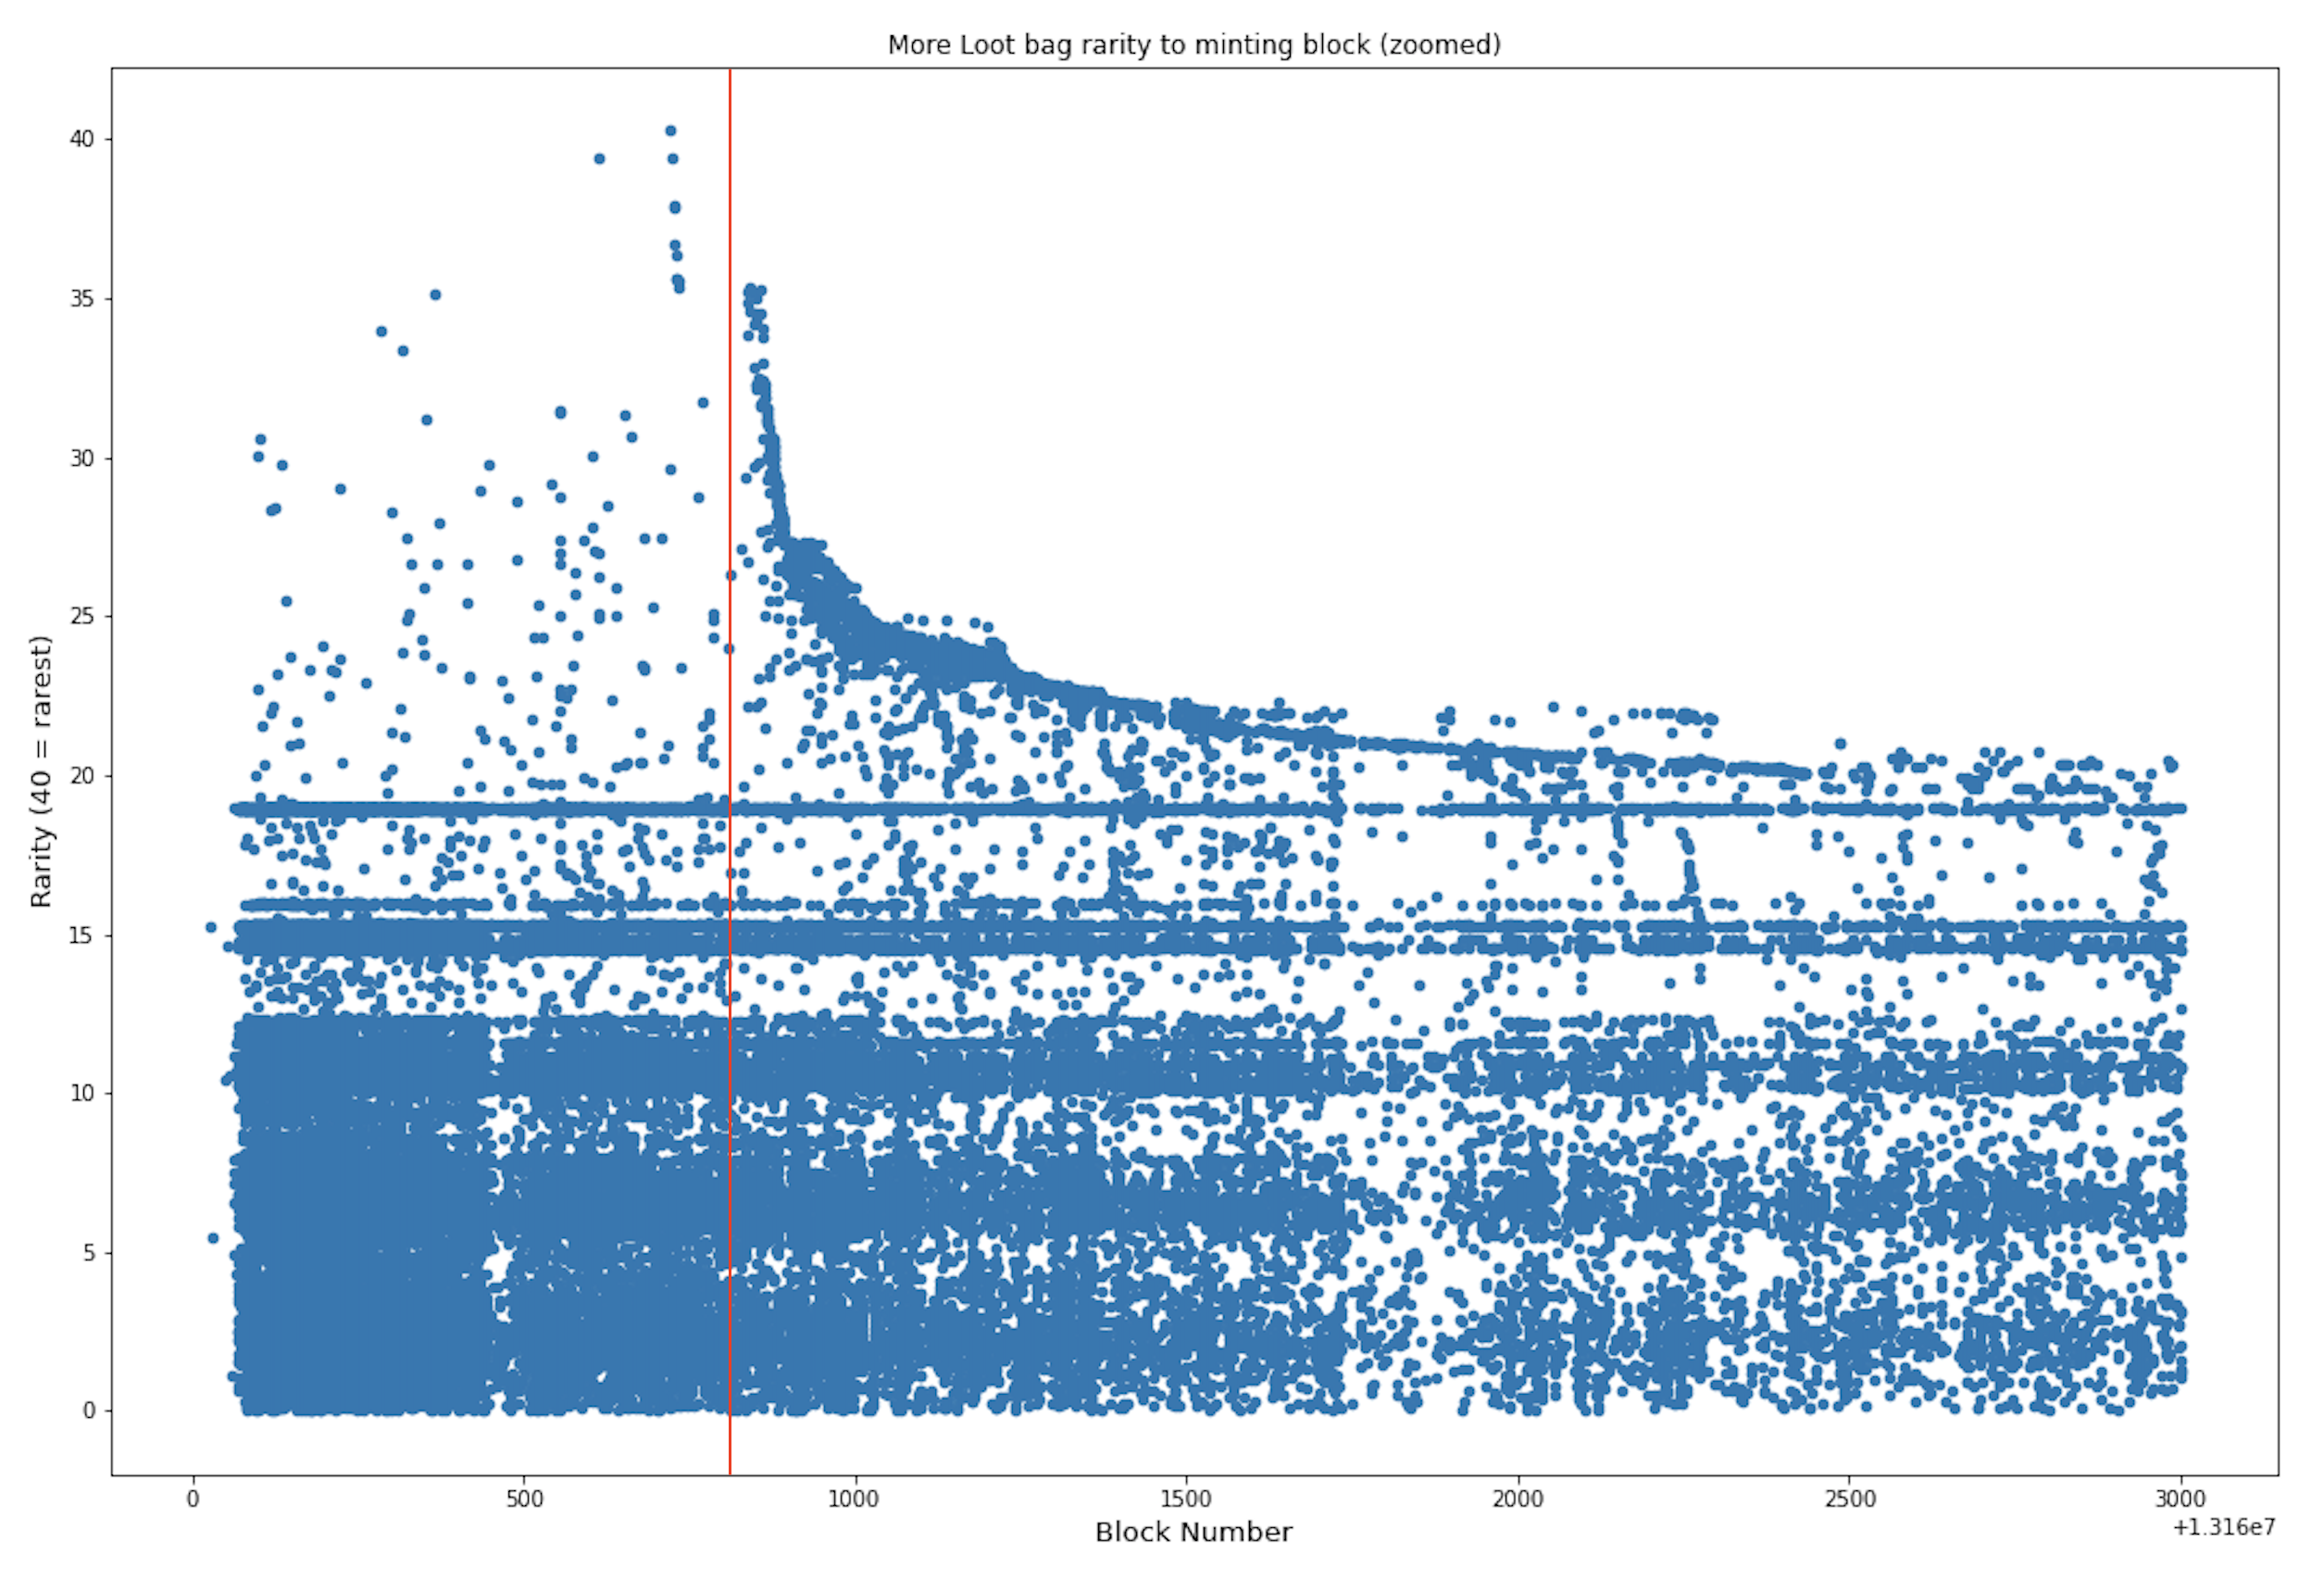 More Loot bag rarity to minting block (zoomed)
40
35
30
25
20
15
10
5
0
Rarity (40 = rarest)
0 500 1000 1500 2000 2500 3000
Block Number
+1.316e7